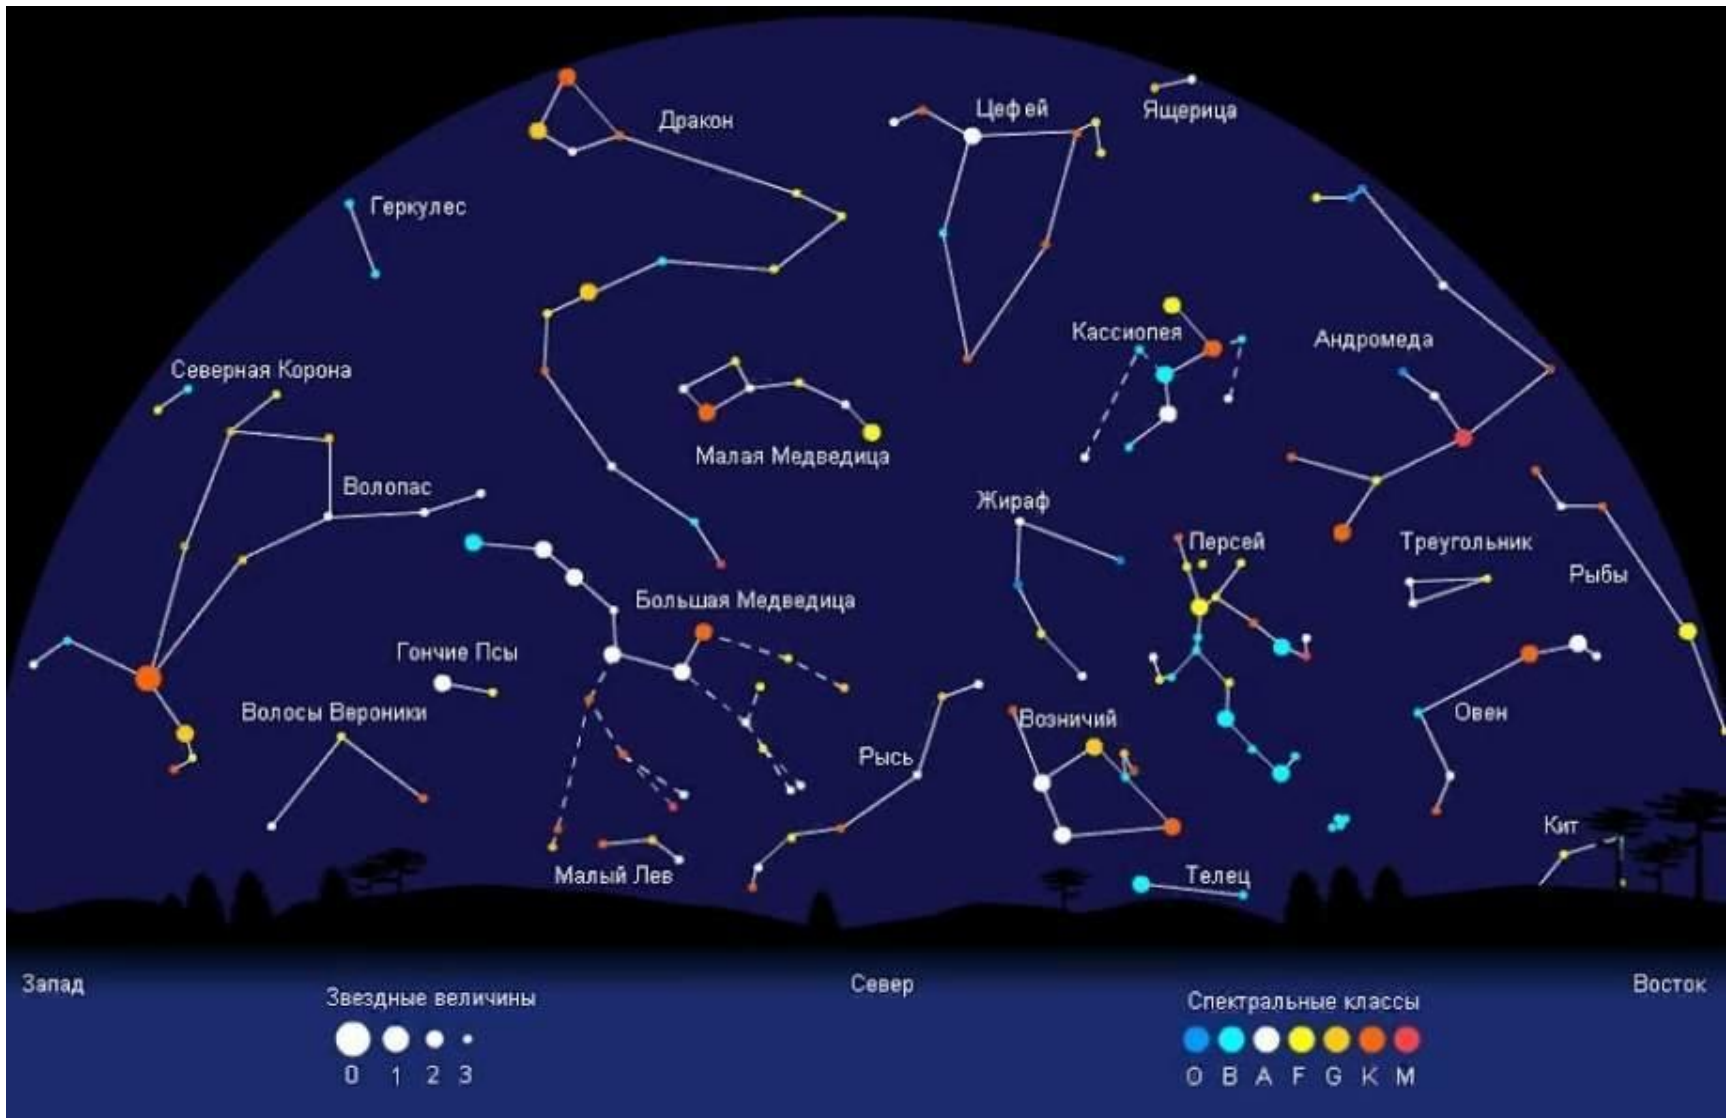 Дракон
Цефей
Ящерица
Геркулес
Кассиопея
Андромеда
Северная Корона
Малая Медведица
Волопас
Жираф
Персей
Треугольник
Рыбы
Большая Медведица
Гончие Псы
Волосы Вероники
Возничий
Овен
Рысь
Кит
Малый Лев
Телец
Запад
Север
Восток
Звездные величины
0 1 2 3
Спектральные классы
O B A F G K M